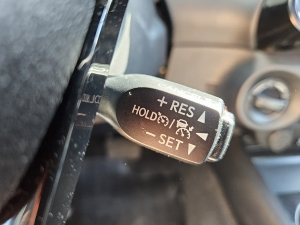 + RES ▲
HOLD / ◄
− SET ▼